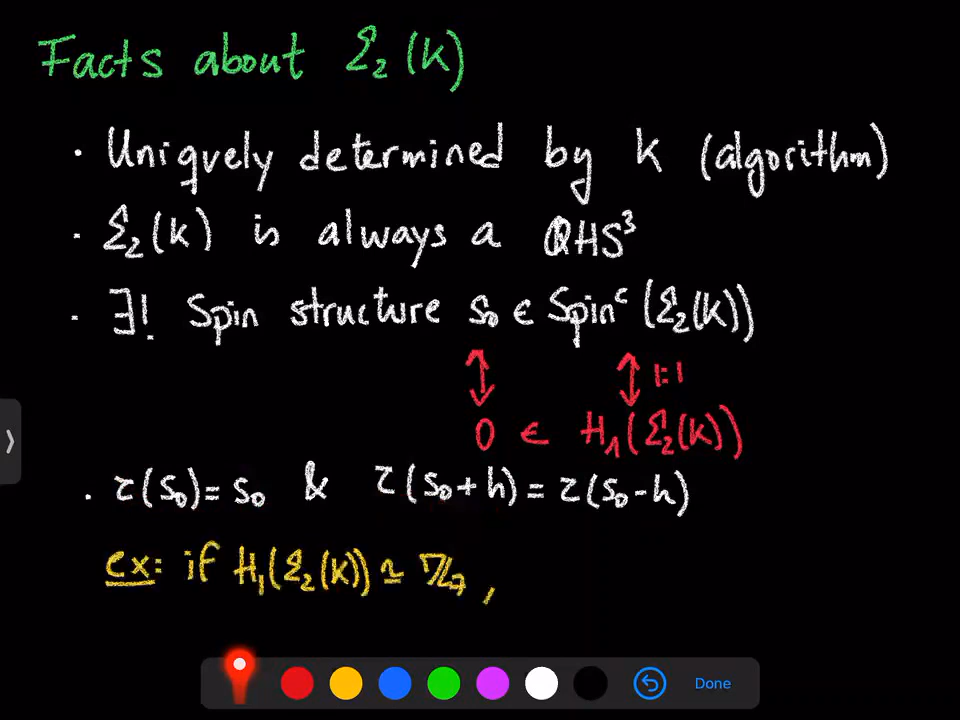 Facts about Σ₂(K)
· Uniquely determined by K (algorithm)
· Σ₂(K) is always a QHS³
· ∃! Spin structure s₀ ∈ Spinᶜ(Σ₂(K))
↕ ↕ 1:1
0 ∈ H₁(Σ₂(K))
· τ(s₀) = s₀ & τ(s₀+h) = τ(s₀-h)
ex: if H₁(Σ₂(K)) ≃ ℤ₇ ,
Done